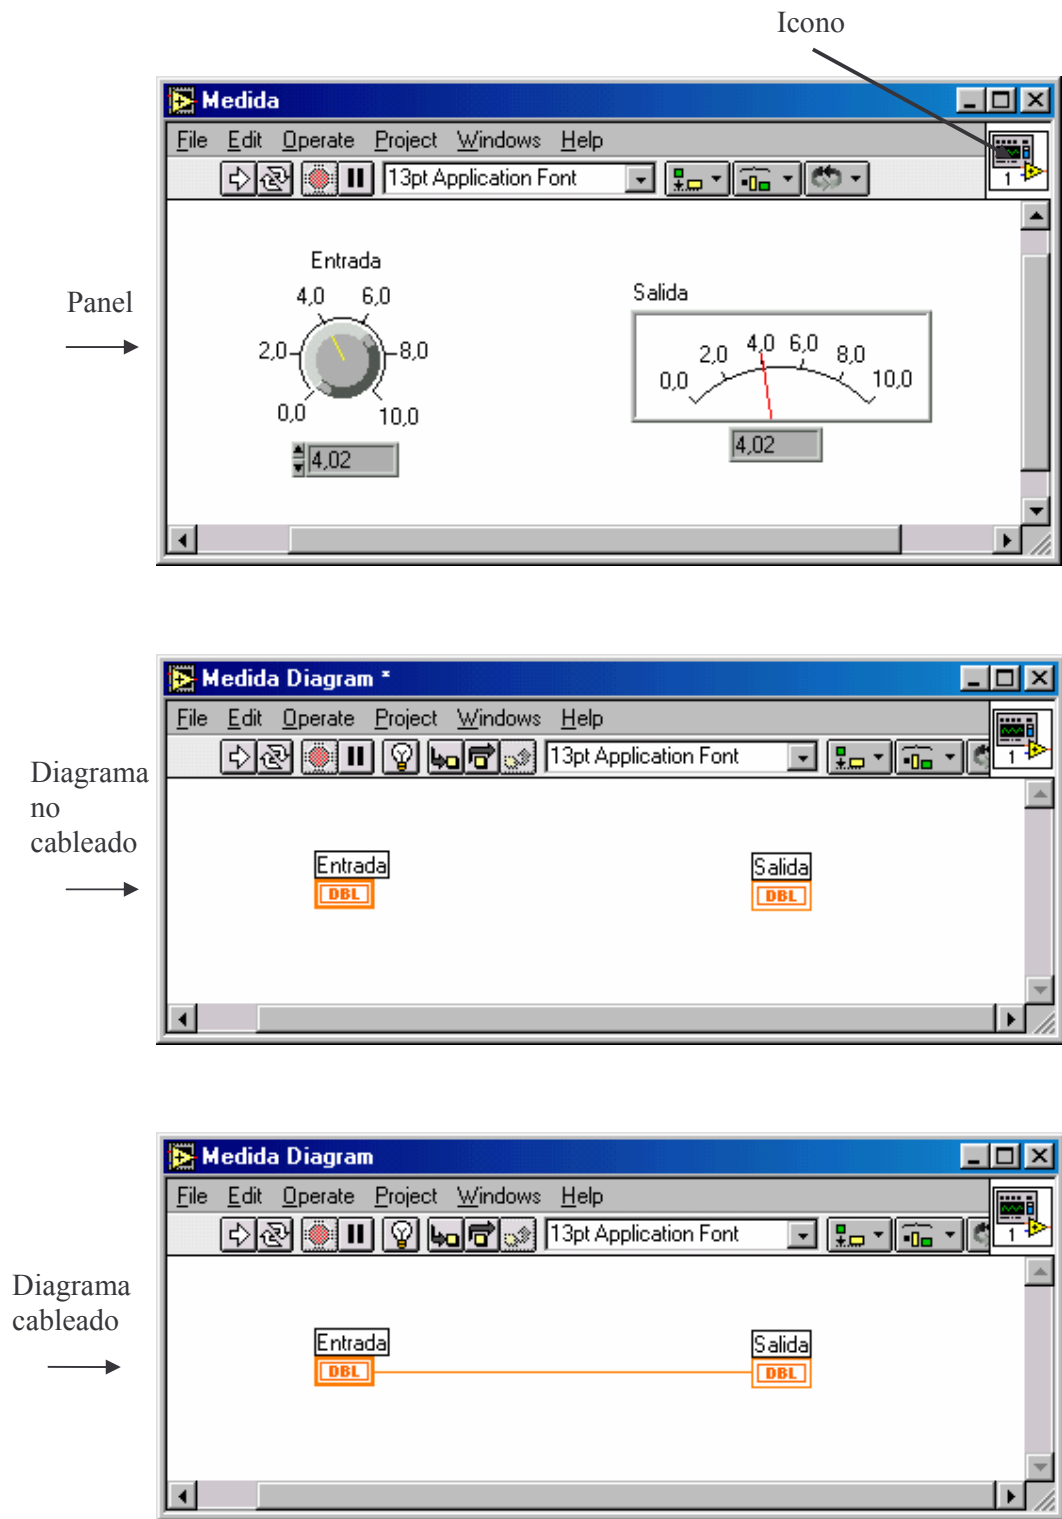 Icono
Medida
File Edit Operate Project Windows Help
13pt Application Font
1
Panel
Entrada
4,0 6,0
2,0 8,0
0,0 10,0
4,02
Salida
0,0 2,0 4,0 6,0 8,0 10,0
4,02
Medida Diagram *
File Edit Operate Project Windows Help
13pt Application Font
1
Diagrama
no
cableado
Entrada
DBL
Salida
DBL
Medida Diagram
File Edit Operate Project Windows Help
13pt Application Font
1
Diagrama
cableado
Entrada
DBL
Salida
DBL